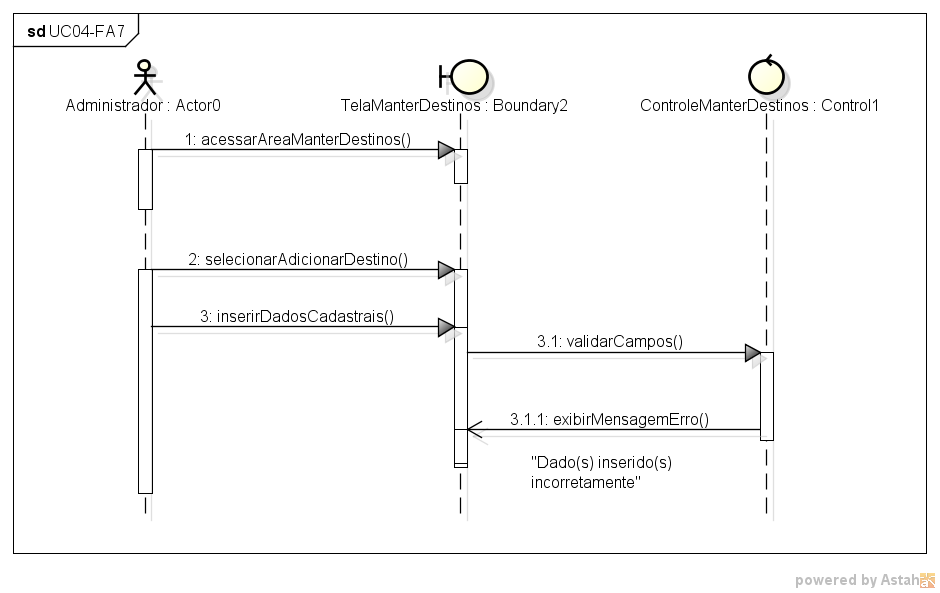 sd UC04-FA7
Administrador : Actor0
TelaManterDestinos : Boundary2
ControleManterDestinos : Control1
1: acessarAreaManterDestinos()
2: selecionarAdicionarDestino()
3: inserirDadosCadastrais()
3.1: validarCampos()
3.1.1: exibirMensagemErro()
"Dado(s) inserido(s)
incorretamente"
powered by Astah